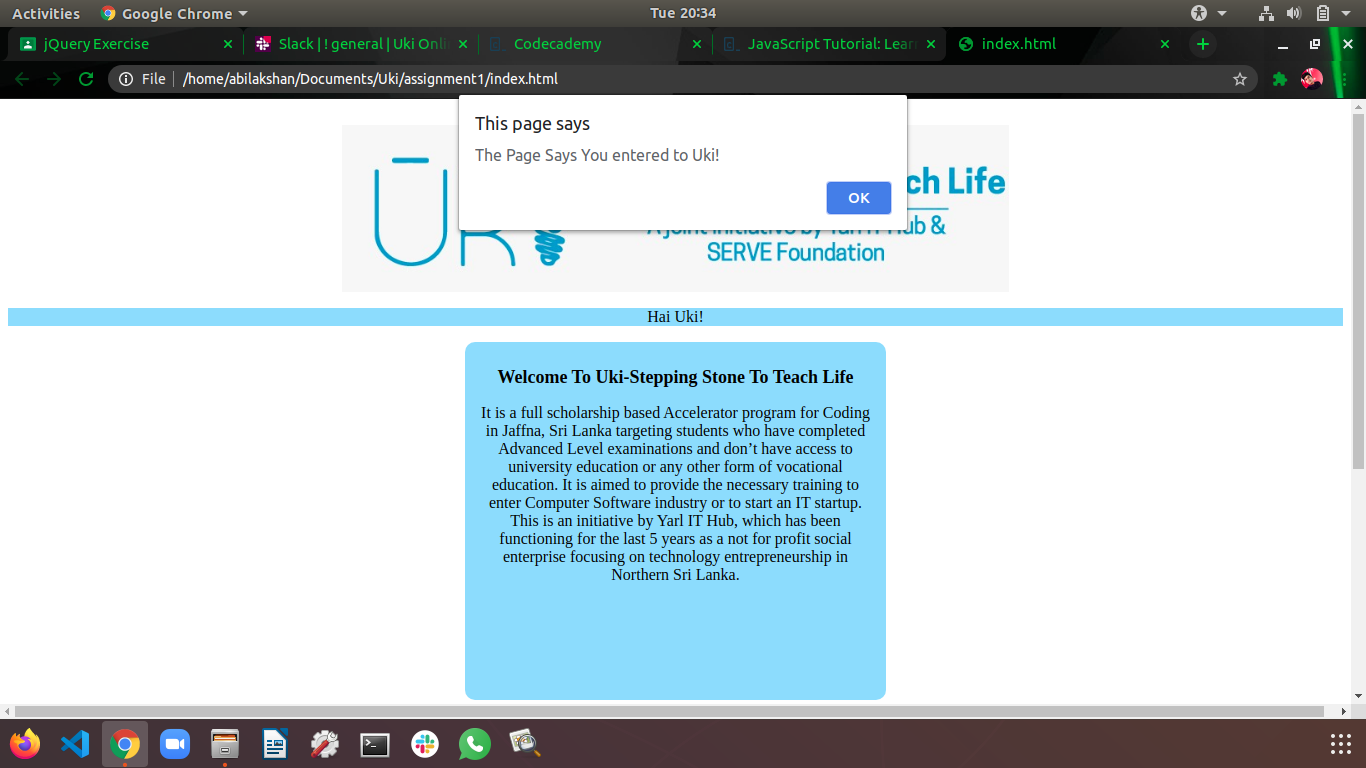 Activities Google Chrome Tue 20:34
jQuery Exercise Slack | ! general | Uki Onli Codecademy JavaScript Tutorial: Lear index.html
File /home/abilakshan/Documents/Uki/assignment1/index.html
This page says
The Page Says You entered to Uki!
OK
ch Life
A joint initiative by Yarl IT Hub &
SERVE Foundation
Hai Uki!
Welcome To Uki-Stepping Stone To Teach Life
It is a full scholarship based Accelerator program for Coding
in Jaffna, Sri Lanka targeting students who have completed
Advanced Level examinations and don’t have access to
university education or any other form of vocational
education. It is aimed to provide the necessary training to
enter Computer Software industry or to start an IT startup.
This is an initiative by Yarl IT Hub, which has been
functioning for the last 5 years as a not for profit social
enterprise focusing on technology entrepreneurship in
Northern Sri Lanka.